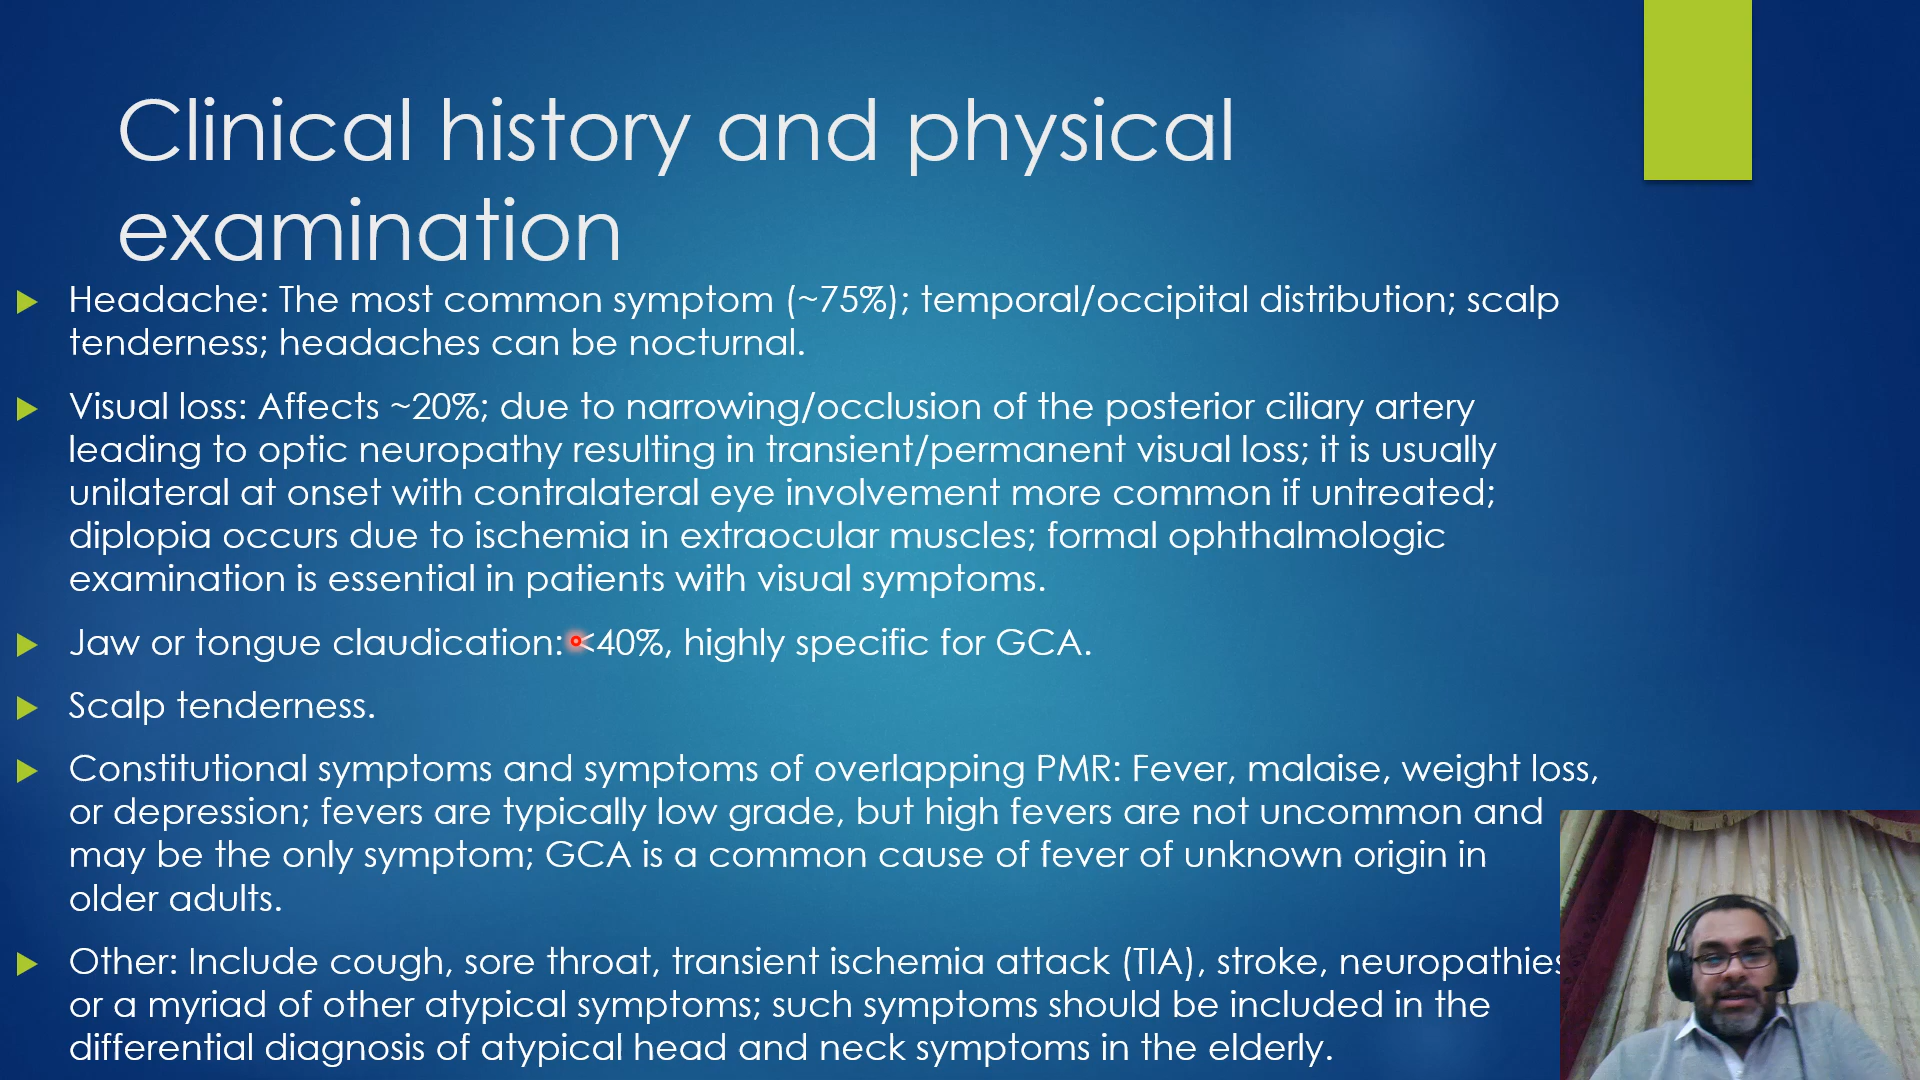 Clinical history and physical
examination
Headache: The most common symptom (~75%); temporal/occipital distribution; scalp
tenderness; headaches can be nocturnal.
Visual loss: Affects ~20%; due to narrowing/occlusion of the posterior ciliary artery
leading to optic neuropathy resulting in transient/permanent visual loss; it is usually
unilateral at onset with contralateral eye involvement more common if untreated;
diplopia occurs due to ischemia in extraocular muscles; formal ophthalmologic
examination is essential in patients with visual symptoms.
Jaw or tongue claudication: <40%, highly specific for GCA.
Scalp tenderness.
Constitutional symptoms and symptoms of overlapping PMR: Fever, malaise, weight loss,
or depression; fevers are typically low grade, but high fevers are not uncommon and
may be the only symptom; GCA is a common cause of fever of unknown origin in
older adults.
Other: Include cough, sore throat, transient ischemia attack (TIA), stroke, neuropathies
or a myriad of other atypical symptoms; such symptoms should be included in the
differential diagnosis of atypical head and neck symptoms in the elderly.